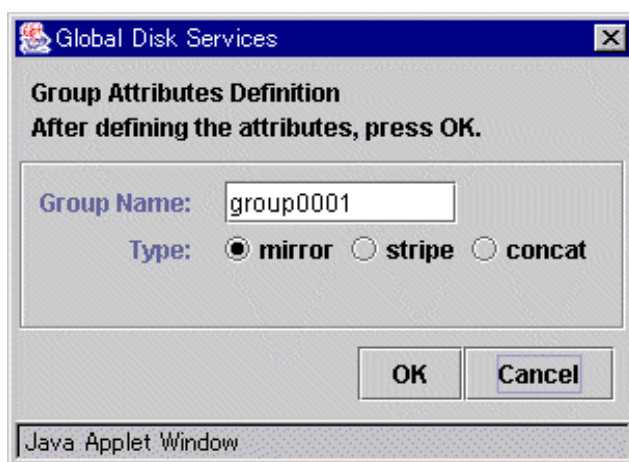 Global Disk Services
Group Attributes Definition
After defining the attributes, press OK.
Group Name: group0001
Type: mirror stripe concat
OK Cancel
Java Applet Window